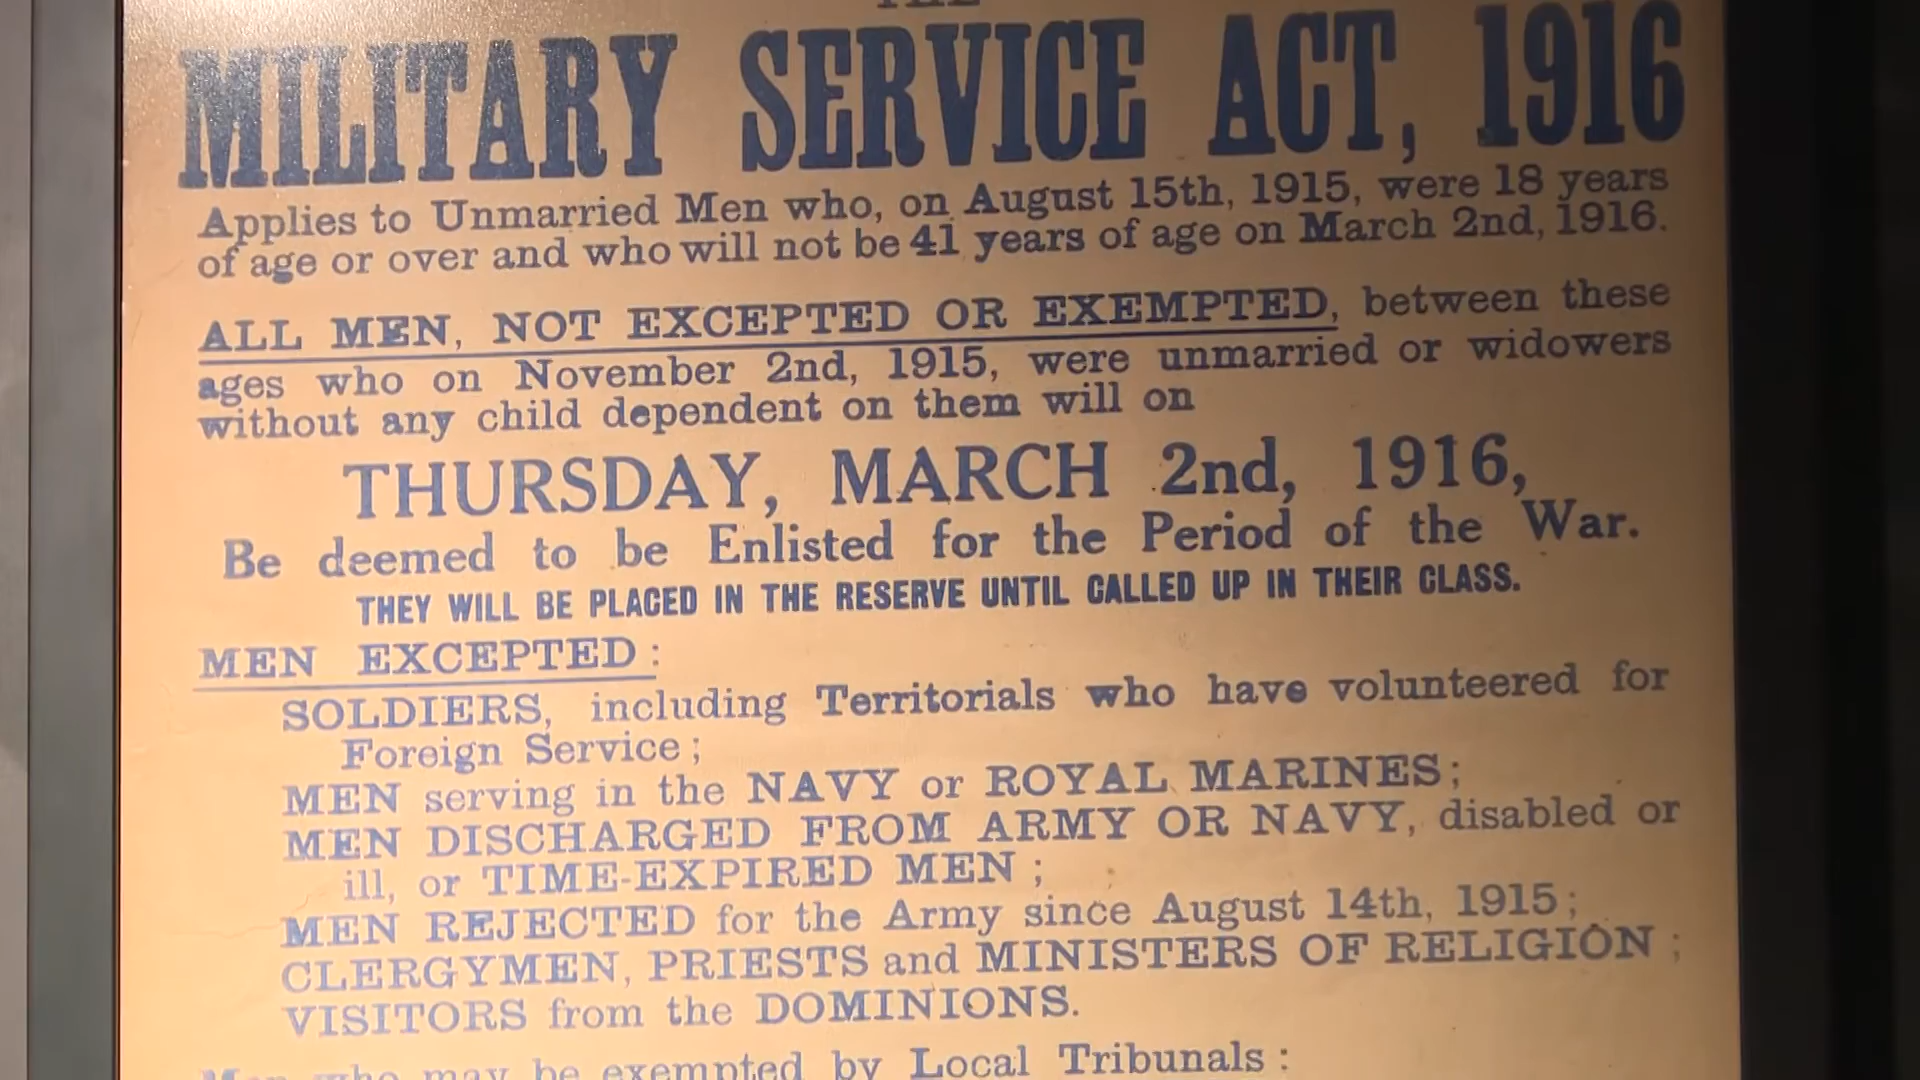 THE
MILITARY SERVICE ACT, 1916
Applies to Unmarried Men who, on August 15th, 1915, were 18 years
of age or over and who will not be 41 years of age on March 2nd, 1916.
ALL MEN, NOT EXCEPTED OR EXEMPTED, between these
ages who on November 2nd, 1915, were unmarried or widowers
without any child dependent on them will on
THURSDAY, MARCH 2nd, 1916,
Be deemed to be Enlisted for the Period of the War.
THEY WILL BE PLACED IN THE RESERVE UNTIL CALLED UP IN THEIR CLASS.
MEN EXCEPTED:
SOLDIERS, including Territorials who have volunteered for
Foreign Service;
MEN serving in the NAVY or ROYAL MARINES;
MEN DISCHARGED FROM ARMY OR NAVY, disabled or
ill, or TIME-EXPIRED MEN;
MEN REJECTED for the Army since August 14th, 1915;
CLERGYMEN, PRIESTS and MINISTERS OF RELIGION;
VISITORS from the DOMINIONS.
Men who may be exempted by Local Tribunals: